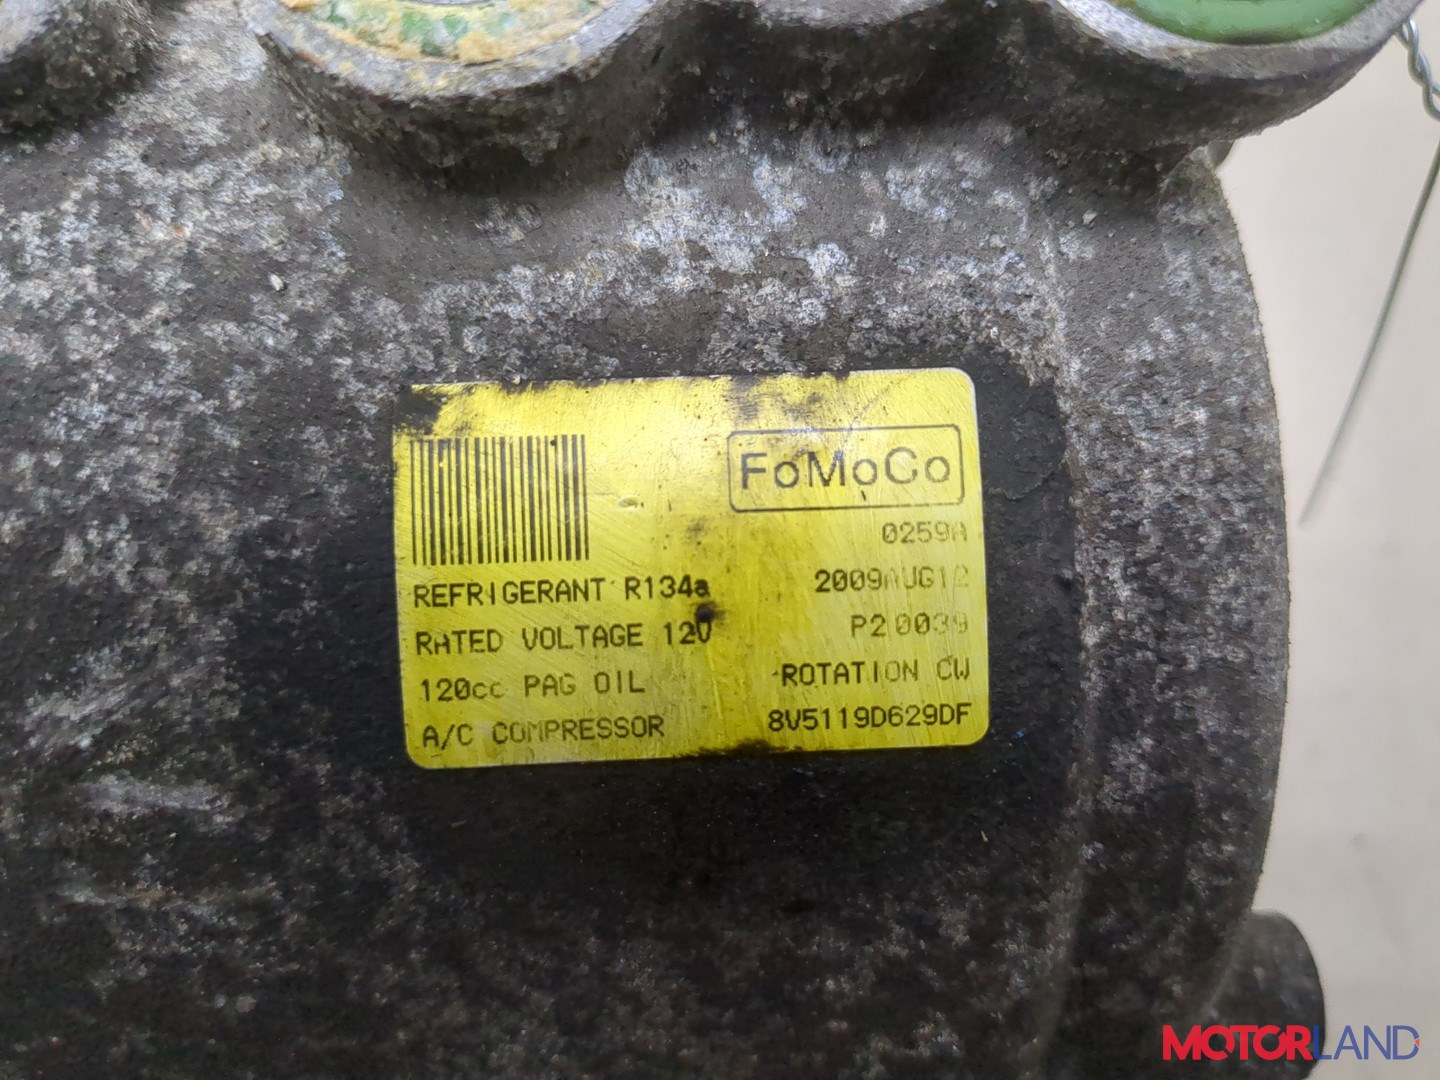 FoMoCo
0259A
REFRIGERANT R134a 2009AUG12
RATED VOLTAGE 12V P20039
120cc PAG OIL ROTATION CW
A/C COMPRESSOR 8V5119D629DF
MOTORLAND